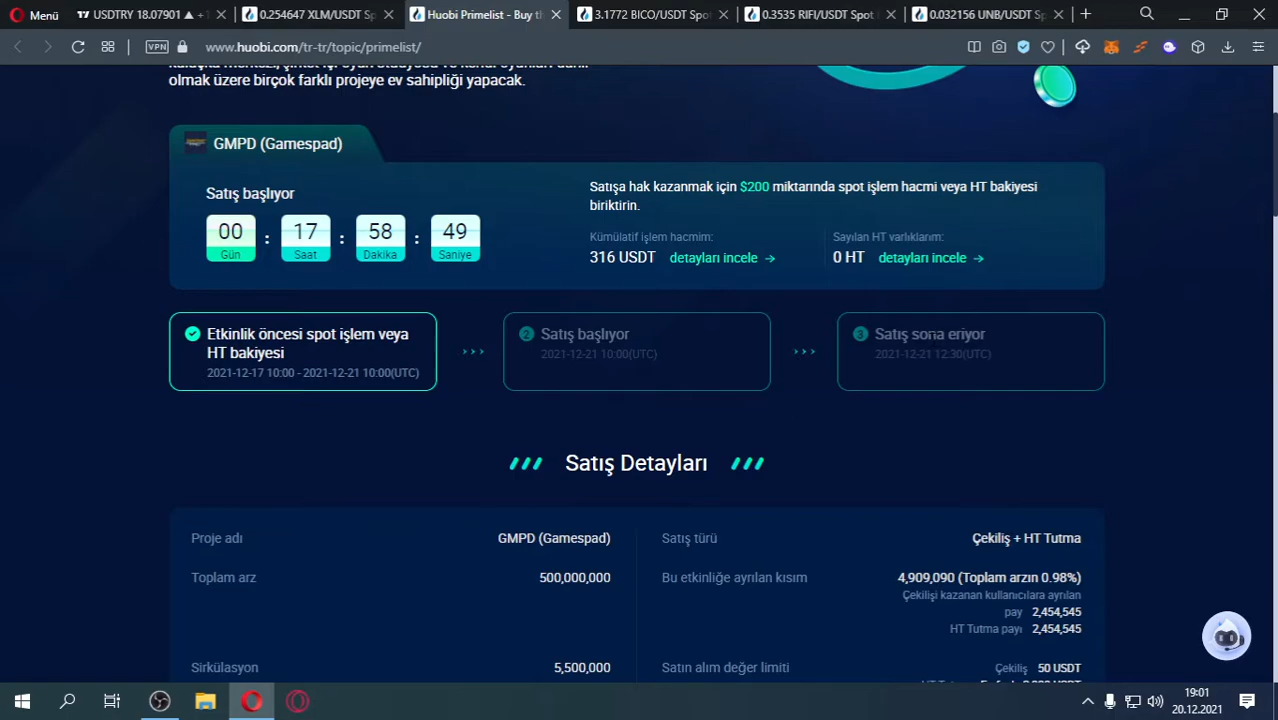 Menü
USDTRY 18.07901 ▲ +1
0.254647 XLM/USDT Sp
Huobi Primelist - Buy th
3.1772 BICO/USDT Spot
0.3535 RIFI/USDT Spot
0.032156 UNB/USDT Sp
VPN
www.huobi.com/tr-tr/topic/primelist/
olmak üzere birçok farklı projeye ev sahipliği yapacak.
GMPD (Gamespad)
Satış başlıyor
00 : 17 : 58 : 49
Gün Saat Dakika Saniye
Satışa hak kazanmak için $200 miktarında spot işlem hacmi veya HT bakiyesi
biriktirin.
Kümülatif işlem hacmim:
316 USDT detayları incele →
Sayılan HT varlıklarım:
0 HT detayları incele →
Etkinlik öncesi spot işlem veya
HT bakiyesi
2021-12-17 10:00 - 2021-12-21 10:00(UTC)
2 Satış başlıyor
2021-12-21 10:00(UTC)
3 Satış sona eriyor
2021-12-21 12:30(UTC)
Satış Detayları
Proje adı GMPD (Gamespad)
Toplam arz 500,000,000
Sirkülasyon 5,500,000
Satış türü Çekiliş + HT Tutma
Bu etkinliğe ayrılan kısım 4,909,090 (Toplam arzın 0.98%)
Çekilişi kazanan kullanıcılara ayrılan
pay 2,454,545
HT Tutma payı 2,454,545
Satın alım değer limiti Çekiliş 50 USDT
19:01
20.12.2021